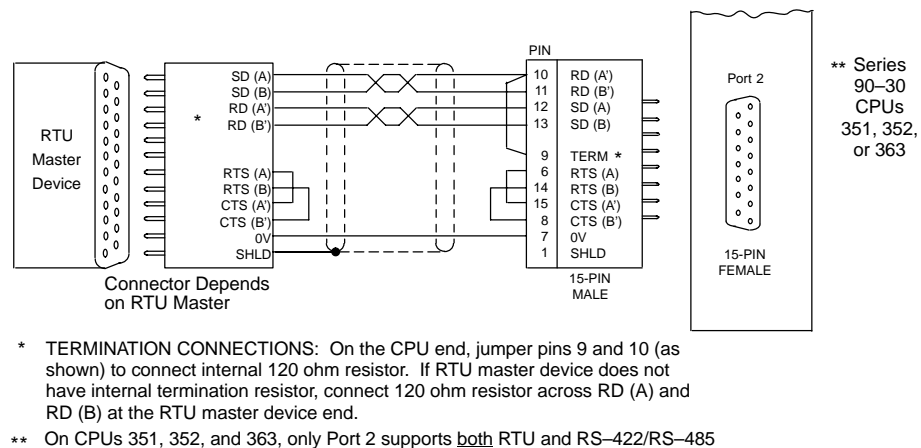 RTU
Master
Device
*
SD (A)
SD (B)
RD (A')
RD (B')
RTS (A)
RTS (B)
CTS (A')
CTS (B')
0V
SHLD
Connector Depends
on RTU Master
PIN
10 RD (A')
11 RD (B')
12 SD (A)
13 SD (B)
9 TERM *
6 RTS (A)
14 RTS (B)
15 CTS (A')
8 CTS (B')
7 0V
1 SHLD
15-PIN
MALE
Port 2
15-PIN
FEMALE
** Series
90–30
CPUs
351, 352,
or 363
* TERMINATION CONNECTIONS: On the CPU end, jumper pins 9 and 10 (as
shown) to connect internal 120 ohm resistor. If RTU master device does not
have internal termination resistor, connect 120 ohm resistor across RD (A) and
RD (B) at the RTU master device end.
** On CPUs 351, 352, and 363, only Port 2 supports both RTU and RS–422/RS–485